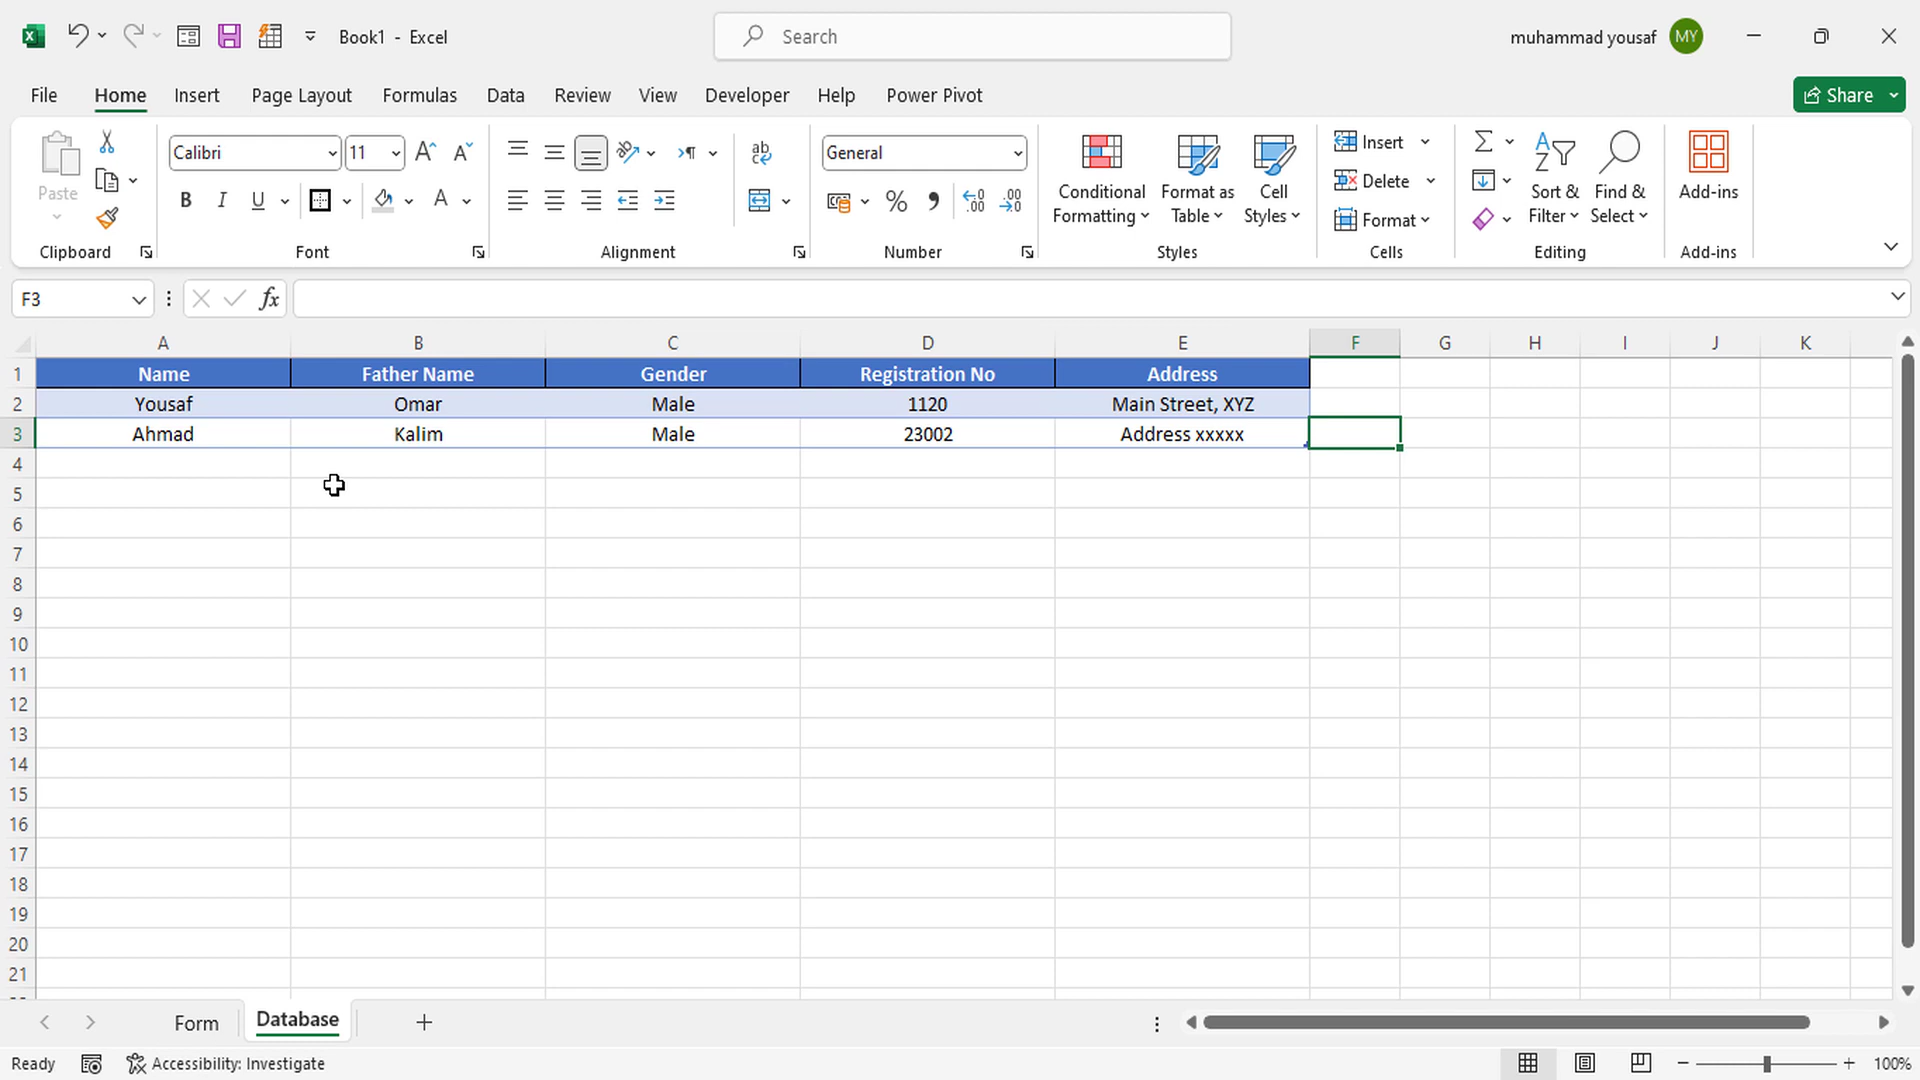 Book1 - Excel
Search
muhammad yousaf
MY
File
Home
Insert
Page Layout
Formulas
Data
Review
View
Developer
Help
Power Pivot
Share
Paste
Clipboard
Calibri
11
B I U
Font
ab
Alignment
General
Number
Conditional Formatting
Format as Table
Cell Styles
Styles
Insert
Delete
Format
Cells
Sort & Filter
Find & Select
Editing
Add-ins
Add-ins
F3
fx
A B C D E F G H I J K
1 Name Father Name Gender Registration No Address
2 Yousaf Omar Male 1120 Main Street, XYZ
3 Ahmad Kalim Male 23002 Address xxxxx
4
5
6
7
8
9
10
11
12
13
14
15
16
17
18
19
20
21
Form
Database
Ready
Accessibility: Investigate
100%